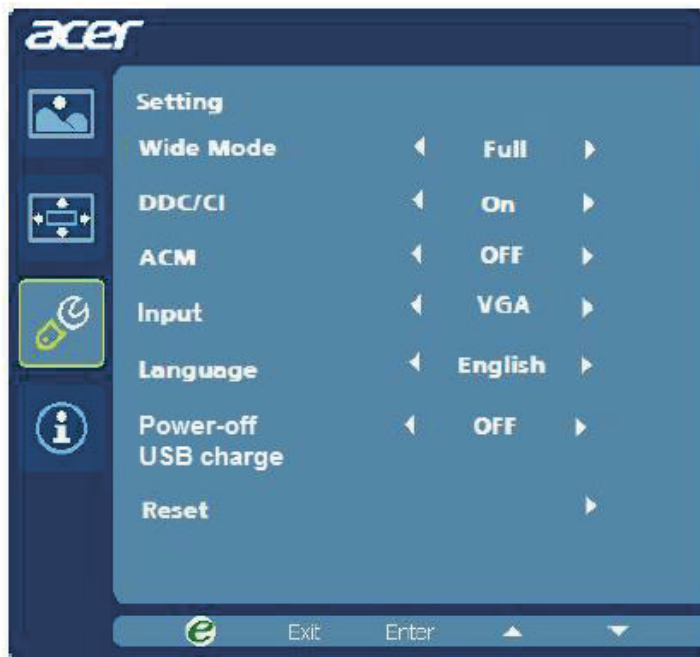 acer
Setting
Wide Mode Full
DDC/CI On
ACM OFF
Input VGA
Language English
Power-off OFF
USB charge
Reset
e Exit Enter